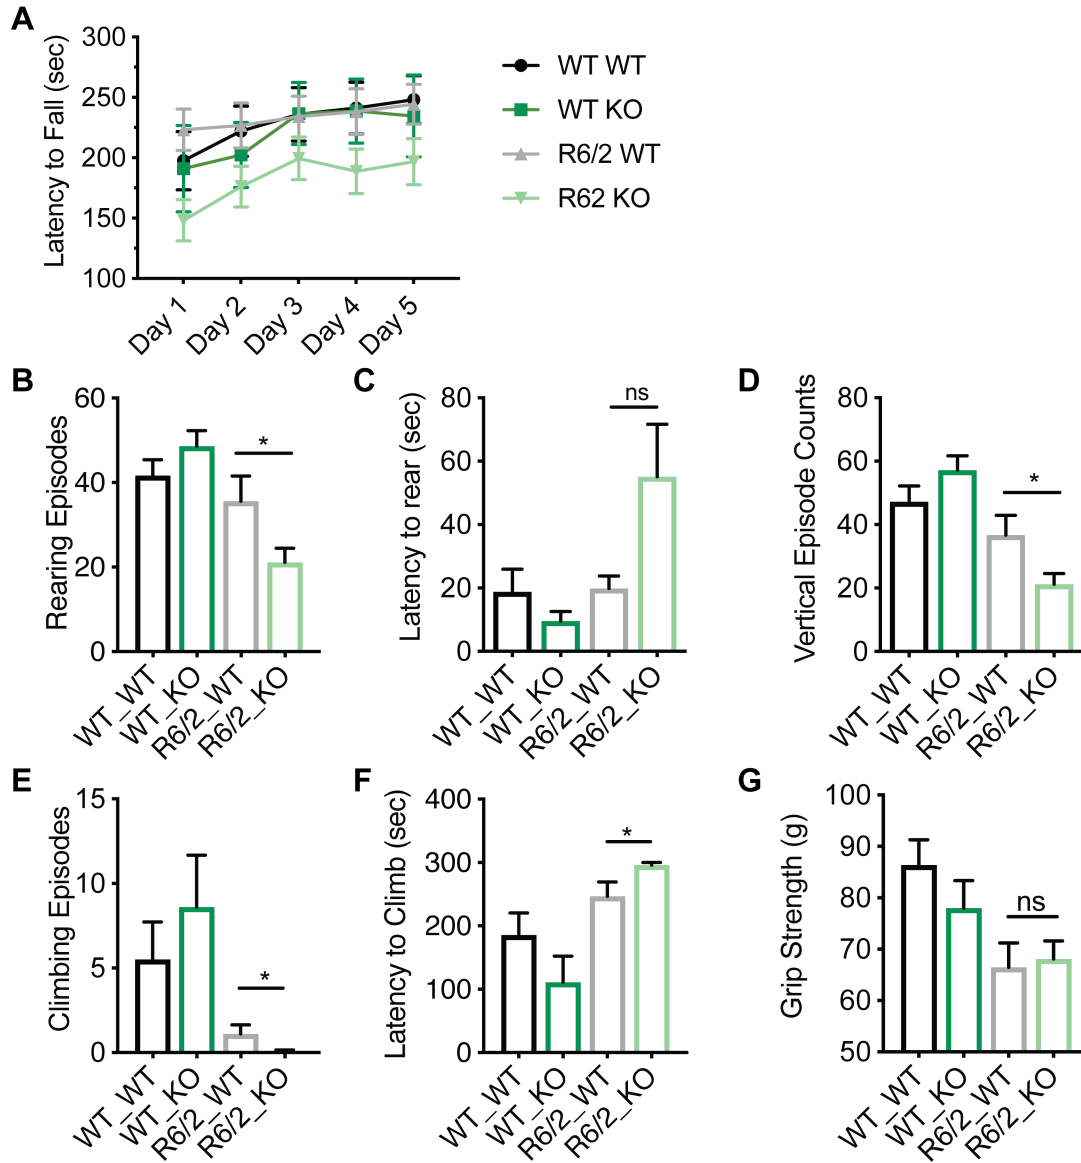 A
Latency to Fall (sec)
300
250
200
150
100
Day 1
Day 2
Day 3
Day 4
Day 5
WT WT
WT KO
R6/2 WT
R62 KO
B
Rearing Episodes
60
40
20
0
*
WT_WT
WT_KO
R6/2_WT
R6/2_KO
C
Latency to rear (sec)
80
60
40
20
0
ns
WT_WT
WT_KO
R6/2_WT
R6/2_KO
D
Vertical Episode Counts
80
60
40
20
0
*
WT_WT
WT_KO
R6/2_WT
R6/2_KO
E
Climbing Episodes
15
10
5
0
*
WT_WT
WT_KO
R6/2_WT
R6/2_KO
F
Latency to Climb (sec)
400
300
200
100
0
*
WT_WT
WT_KO
R6/2_WT
R6/2_KO
G
Grip Strength (g)
100
90
80
70
60
50
ns
WT_WT
WT_KO
R6/2_WT
R6/2_KO